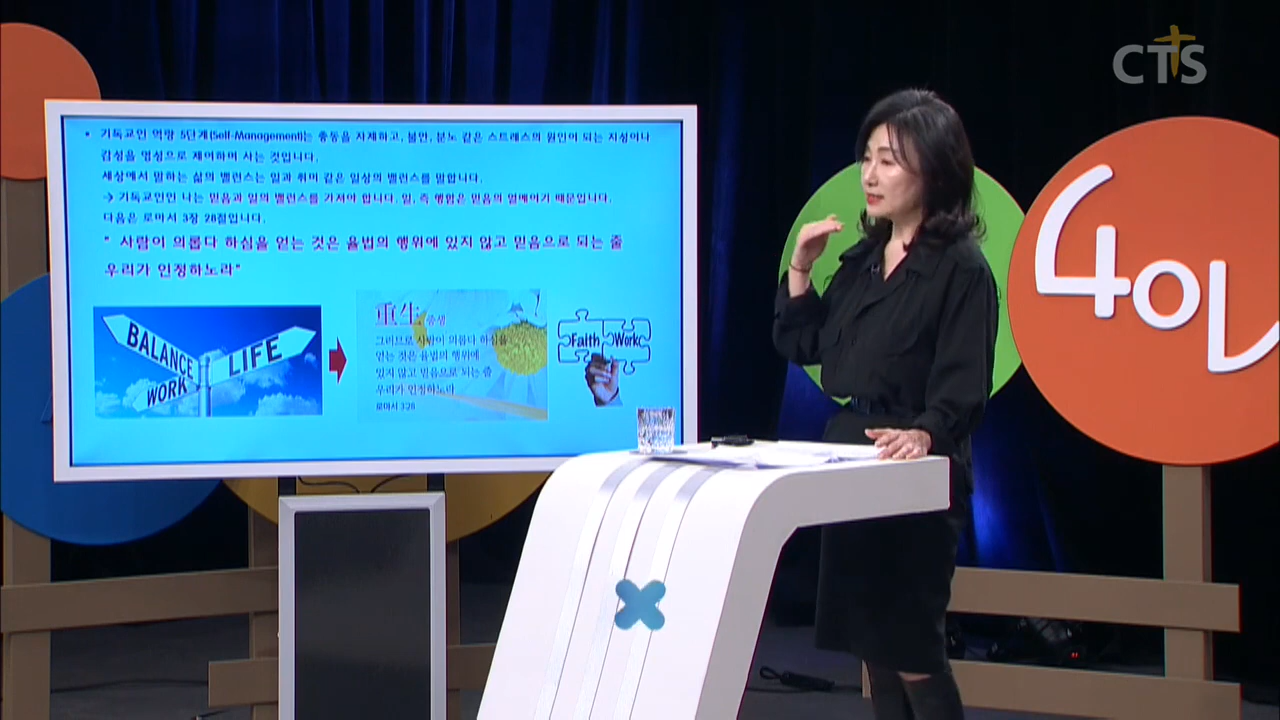 CTS
• 기독교인 역량 5단계(Self-Management)는 충동을 자제하고, 불안, 분노 같은 스트레스의 원인이 되는 지성이나
감성을 영성으로 제어하며 사는 것입니다.
세상에서 말하는 삶의 밸런스는 일과 취미 같은 일상의 밸런스를 말합니다.
→ 기독교인인 나는 믿음과 일의 밸런스를 가져야 합니다. 일, 즉 행함은 믿음의 열매이기 때문입니다.
다음은 로마서 3장 28절입니다.
" 사람이 의롭다 하심을 얻는 것은 율법의 행위에 있지 않고 믿음으로 되는 줄
우리가 인정하노라"
BALANCE
LIFE
WORK
重生 중생
그러므로 사람이 의롭다 하심을
얻는 것은 율법의 행위에
있지 않고 믿음으로 되는 줄
우리가 인정하노라
로마서 3:28
Faith Work